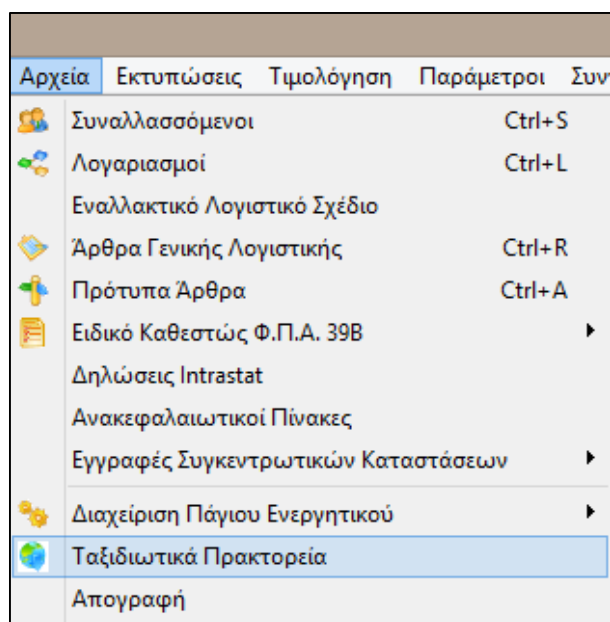 Αρχεία Εκτυπώσεις Τιμολόγηση Παράμετροι
Συναλλασσόμενοι Ctrl+S
Λογαριασμοί Ctrl+L
Εναλλακτικό Λογιστικό Σχέδιο
Άρθρα Γενικής Λογιστικής Ctrl+R
Πρότυπα Άρθρα Ctrl+A
Ειδικό Καθεστώς Φ.Π.Α. 39Β
Δηλώσεις Intrastat
Ανακεφαλαιωτικοί Πίνακες
Εγγραφές Συγκεντρωτικών Καταστάσεων
Διαχείριση Πάγιου Ενεργητικού
Ταξιδιωτικά Πρακτορεία
Απογραφή